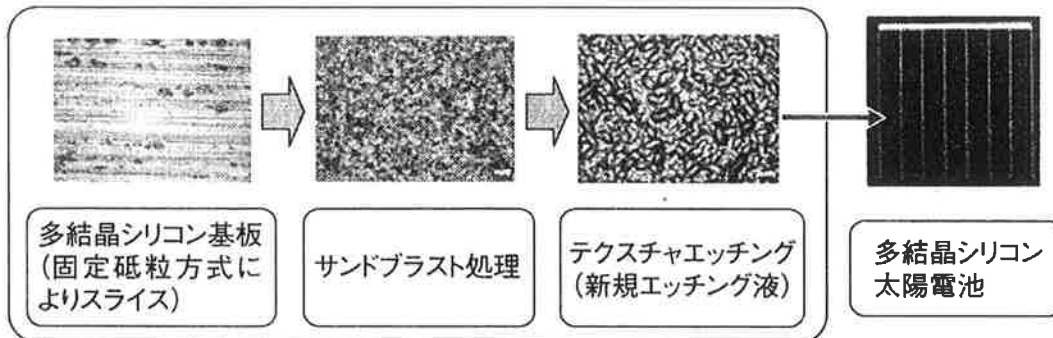 多結晶シリコン基板
(固定砥粒方式に
よりスライス)
サンドブラスト処理
テクスチャエッチング
(新規エッチング液)
多結晶シリコン
太陽電池